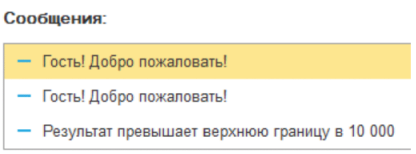 Сообщения:
— Гость! Добро пожаловать!
— Гость! Добро пожаловать!
— Результат превышает верхнюю границу в 10 000